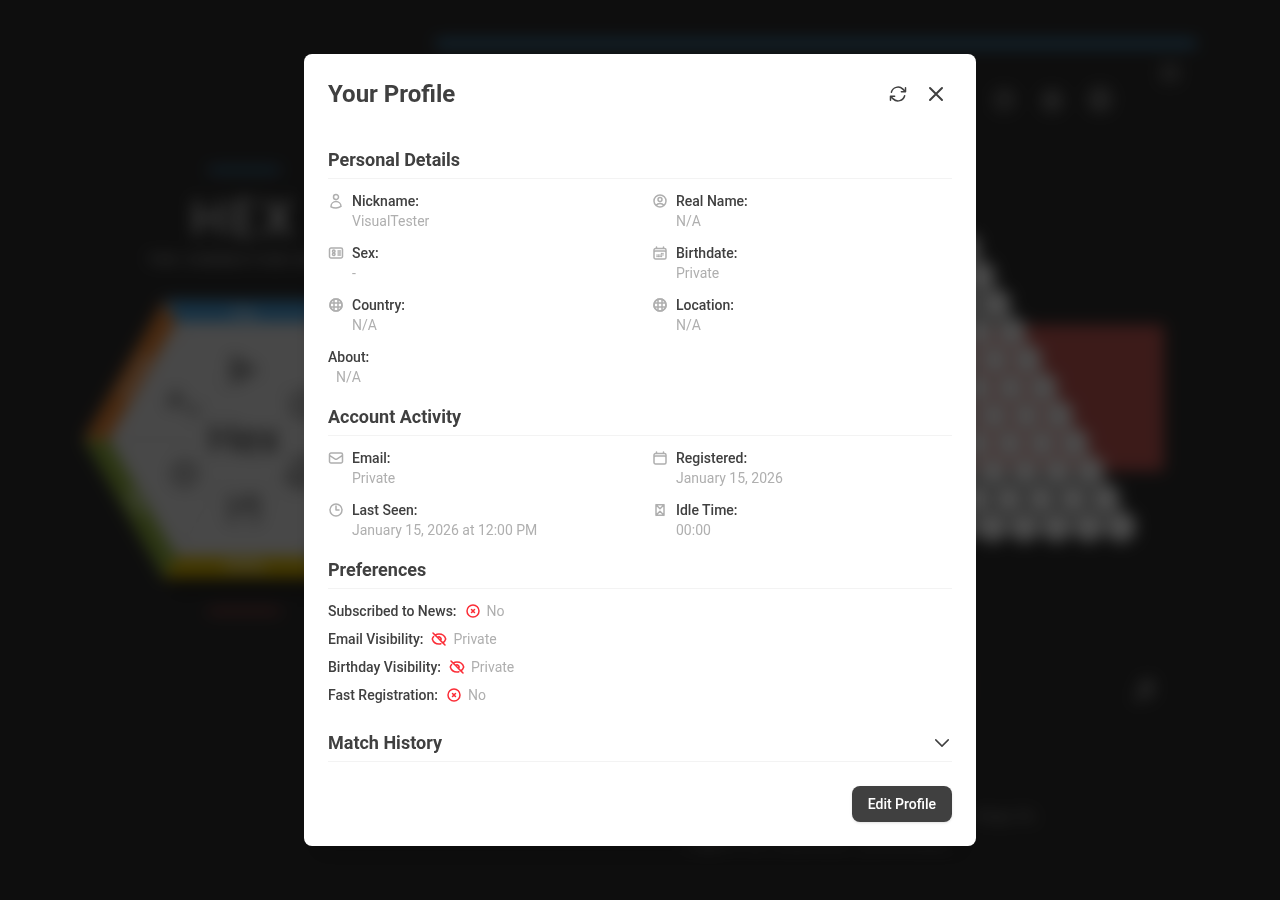 Your Profile
Personal Details
Nickname:
VisualTester
Real Name:
N/A
Sex:
-
Birthdate:
Private
Country:
N/A
Location:
N/A
About:
N/A
Account Activity
Email:
Private
Registered:
January 15, 2026
Last Seen:
January 15, 2026 at 12:00 PM
Idle Time:
00:00
Preferences
Subscribed to News: No
Email Visibility: Private
Birthday Visibility: Private
Fast Registration: No
Match History
Edit Profile
HEX